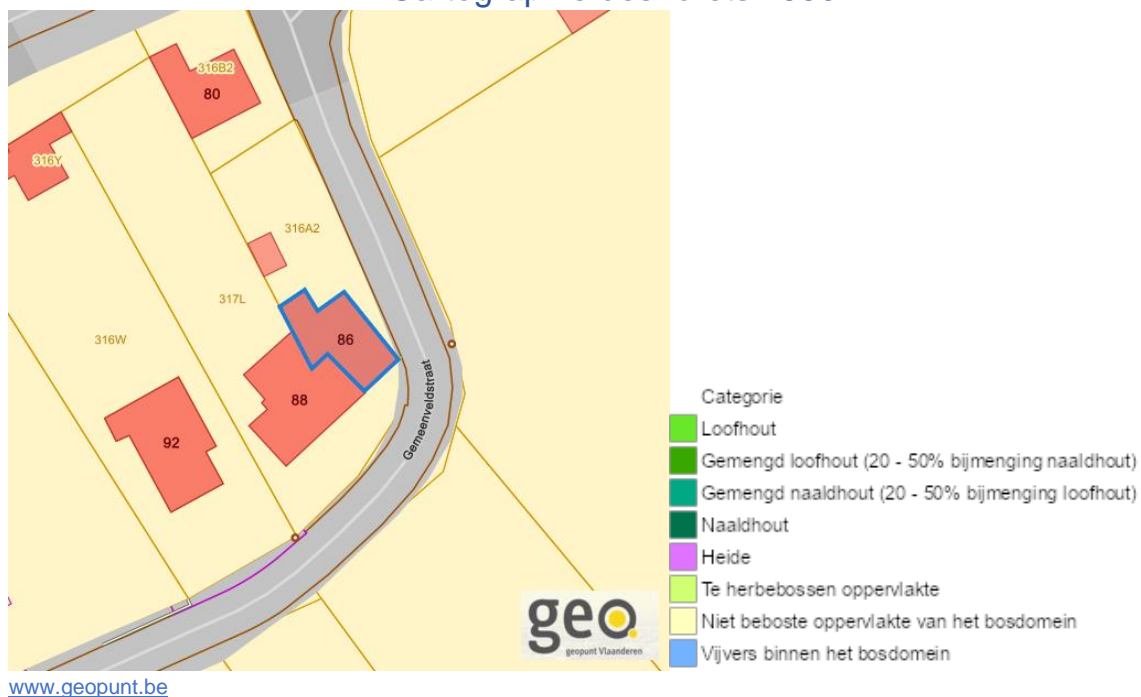 316B2
80
316Y
316A2
317L
316W
86
88
92
Gemeenveldstraat
geo
geopunt Vlaanderen
Categorie
Loofhout
Gemengd loofhout (20 - 50% bijmenging naaldhout)
Gemengd naaldhout (20 - 50% bijmenging loofhout)
Naaldhout
Heide
Te herbebossen oppervlakte
Niet beboste oppervlakte van het bosdomein
Vijvers binnen het bosdomein
www.geopunt.be